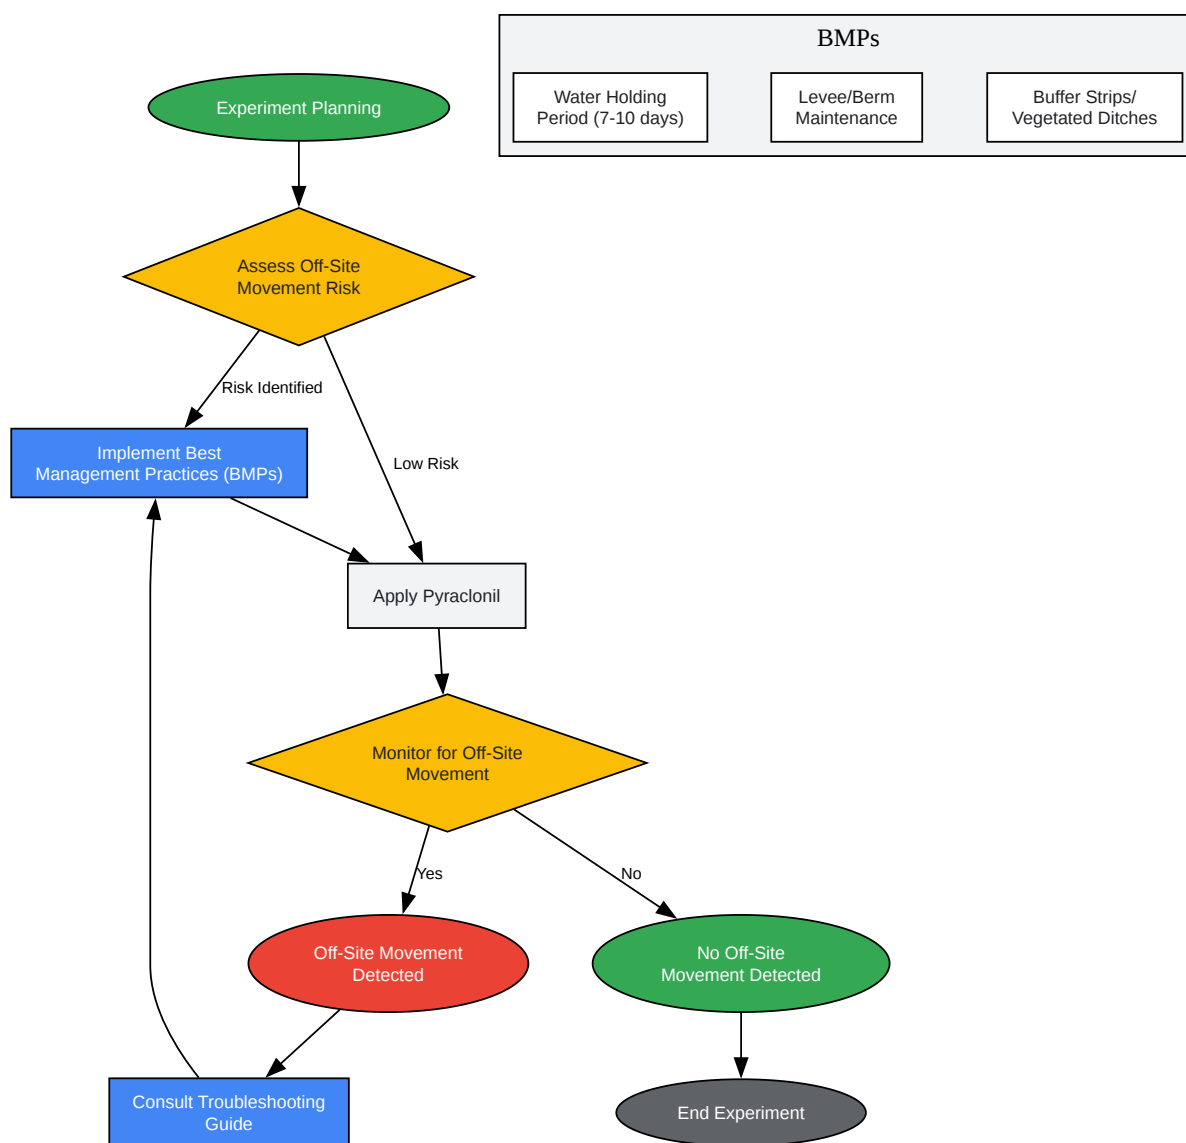 BMPs
Water Holding
Period (7-10 days)
Levee/Berm
Maintenance
Buffer Strips/
Vegetated Ditches
Experiment Planning
Assess Off-Site
Movement Risk
Risk Identified
Implement Best
Management Practices (BMPs)
Low Risk
Apply Pyraclonil
Monitor for Off-Site
Movement
Yes
No
Off-Site Movement
Detected
No Off-Site
Movement Detected
Consult Troubleshooting
Guide
End Experiment